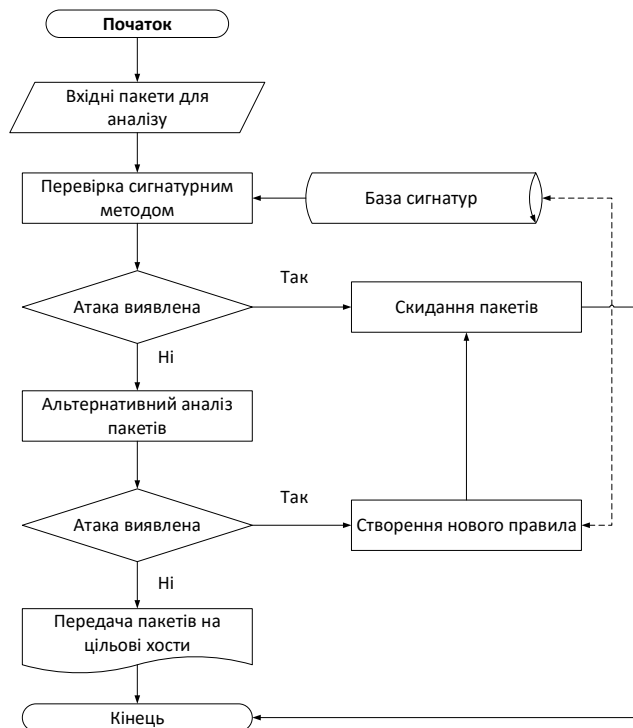 Початок
Вхідні пакети для
аналізу
Перевірка сигнатурним
методом
База сигнатур
Атака виявлена
Так
Скидання пакетів
Ні
Альтернативний аналіз
пакетів
Атака виявлена
Так
Створення нового правила
Ні
Передача пакетів на
цільові хости
Кінець